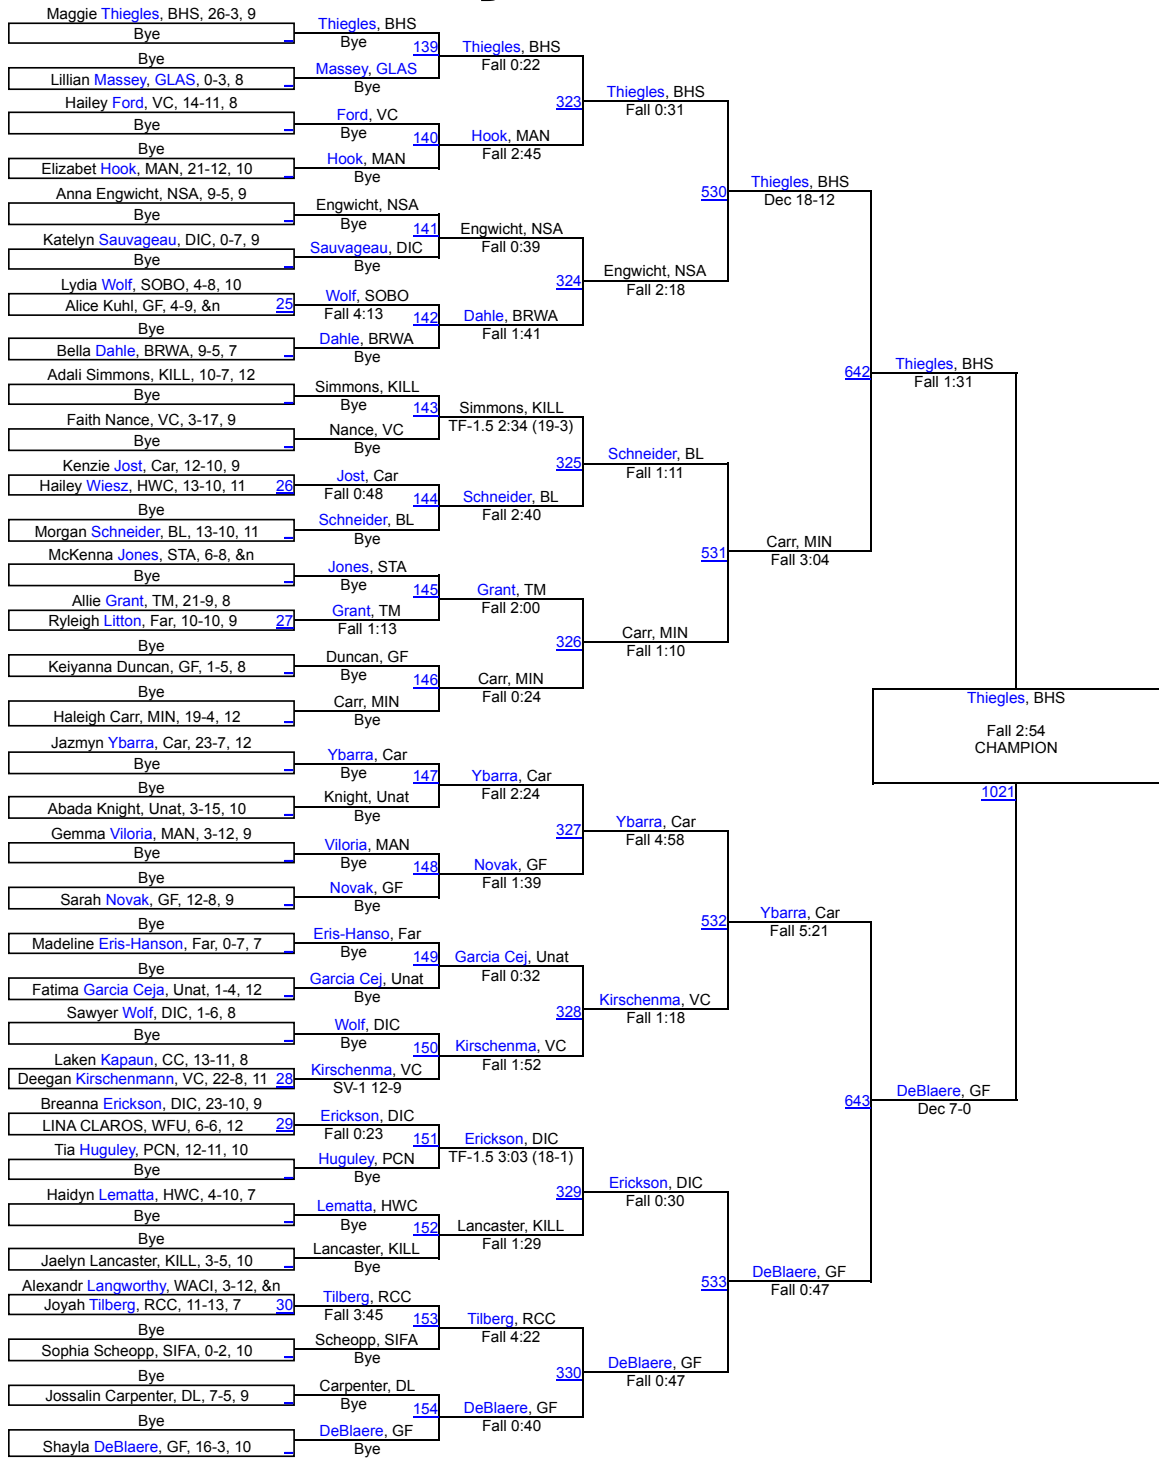 Maggie Thiegles, BHS, 26-3, 9
Bye
Bye
Lillian Massey, GLAS, 0-3, 8
Hailey Ford, VC, 14-11, 8
Bye
Bye
Elizabet Hook, MAN, 21-12, 10
Anna Engwicht, NSA, 9-5, 9
Bye
Katelyn Sauvageau, DIC, 0-7, 9
Bye
Lydia Wolf, SOBO, 4-8, 10
Alice Kuhl, GF, 4-9, &n 25
Bye
Bella Dahle, BRWA, 9-5, 7
Adali Simmons, KILL, 10-7, 12
Bye
Faith Nance, VC, 3-17, 9
Bye
Kenzie Jost, Car, 12-10, 9
Hailey Wiesz, HWC, 13-10, 11 26
Bye
Morgan Schneider, BL, 13-10, 11
McKenna Jones, STA, 6-8, &n
Bye
Allie Grant, TM, 21-9, 8
Ryleigh Litton, Far, 10-10, 9 27
Bye
Keiyanna Duncan, GF, 1-5, 8
Bye
Haleigh Carr, MIN, 19-4, 12
Jazmyn Ybarra, Car, 23-7, 12
Bye
Bye
Abada Knight, Unat, 3-15, 10
Gemma Viloria, MAN, 3-12, 9
Bye
Bye
Sarah Novak, GF, 12-8, 9
Bye
Madeline Eris-Hanson, Far, 0-7, 7
Bye
Fatima Garcia Ceja, Unat, 1-4, 12
Sawyer Wolf, DIC, 1-6, 8
Bye
Laken Kapaun, CC, 13-11, 8
Deegan Kirschenmann, VC, 22-8, 11 28
Breanna Erickson, DIC, 23-10, 9
LINA CLAROS, WFU, 6-6, 12 29
Tia Huguley, PCN, 12-11, 10
Bye
Haidyn Lematta, HWC, 4-10, 7
Bye
Bye
Jaelyn Lancaster, KILL, 3-5, 10
Alexandr Langworthy, WACI, 3-12, &n
Joyah Tilberg, RCC, 11-13, 7 30
Bye
Sophia Scheopp, SIFA, 0-2, 10
Bye
Jossalin Carpenter, DL, 7-5, 9
Bye
Shayla DeBlaere, GF, 16-3, 10
Thiegles, BHS
Bye
139
Massey, GLAS
Bye
Ford, VC
Bye
140
Hook, MAN
Bye
Engwicht, NSA
Bye
141
Sauvageau, DIC
Bye
Wolf, SOBO
Fall 4:13
142
Dahle, BRWA
Bye
Simmons, KILL
Bye
143
Nance, VC
Bye
Jost, Car
Fall 0:48
144
Schneider, BL
Bye
Jones, STA
Bye
145
Grant, TM
Fall 1:13
Duncan, GF
Bye
146
Carr, MIN
Bye
Ybarra, Car
Bye
147
Knight, Unat
Bye
Viloria, MAN
Bye
148
Novak, GF
Bye
Eris-Hanso, Far
Bye
149
Garcia Cej, Unat
Bye
Wolf, DIC
Bye
150
Kirschenma, VC
SV-1 12-9
Erickson, DIC
Fall 0:23
151
Huguley, PCN
Bye
Lematta, HWC
Bye
152
Lancaster, KILL
Bye
Tilberg, RCC
Fall 3:45
153
Scheopp, SIFA
Bye
Carpenter, DL
Bye
154
DeBlaere, GF
Bye
Thiegles, BHS
Fall 0:22
323
Hook, MAN
Fall 2:45
Engwicht, NSA
Fall 0:39
324
Dahle, BRWA
Fall 1:41
Simmons, KILL
TF-1.5 2:34 (19-3)
325
Schneider, BL
Fall 2:40
Grant, TM
Fall 2:00
326
Carr, MIN
Fall 0:24
Ybarra, Car
Fall 2:24
327
Novak, GF
Fall 1:39
Garcia Cej, Unat
Fall 0:32
328
Kirschenma, VC
Fall 1:52
Erickson, DIC
TF-1.5 3:03 (18-1)
329
Lancaster, KILL
Fall 1:29
Tilberg, RCC
Fall 4:22
330
DeBlaere, GF
Fall 0:40
Thiegles, BHS
Fall 0:31
530
Engwicht, NSA
Fall 2:18
Schneider, BL
Fall 1:11
531
Carr, MIN
Fall 1:10
Ybarra, Car
Fall 4:58
532
Kirschenma, VC
Fall 1:18
Erickson, DIC
Fall 0:30
533
DeBlaere, GF
Fall 0:47
Thiegles, BHS
Dec 18-12
642
Carr, MIN
Fall 3:04
Ybarra, Car
Fall 5:21
643
DeBlaere, GF
Fall 0:47
Thiegles, BHS
Fall 1:31
DeBlaere, GF
Dec 7-0
Thiegles, BHS
Fall 2:54
CHAMPION
1021